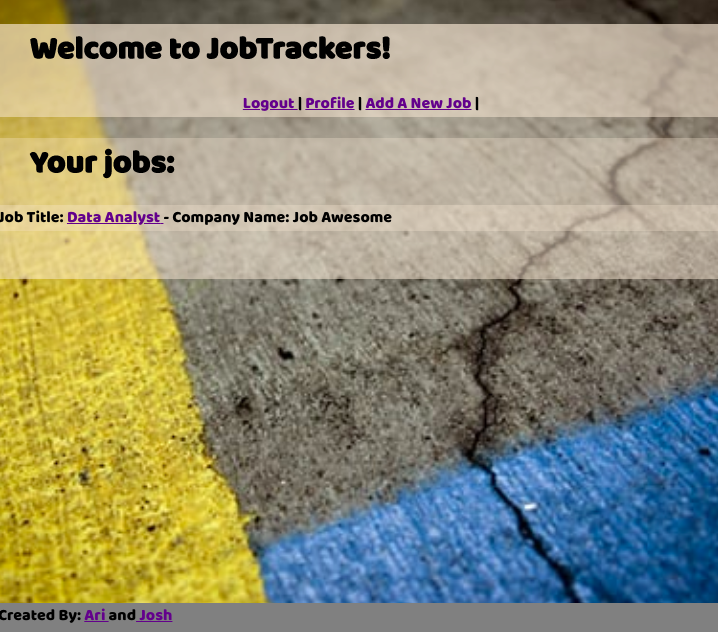 Welcome to JobTrackers!
Logout | Profile | Add A New Job |
Your jobs:
Job Title: Data Analyst - Company Name: Job Awesome
Created By: Ari and Josh